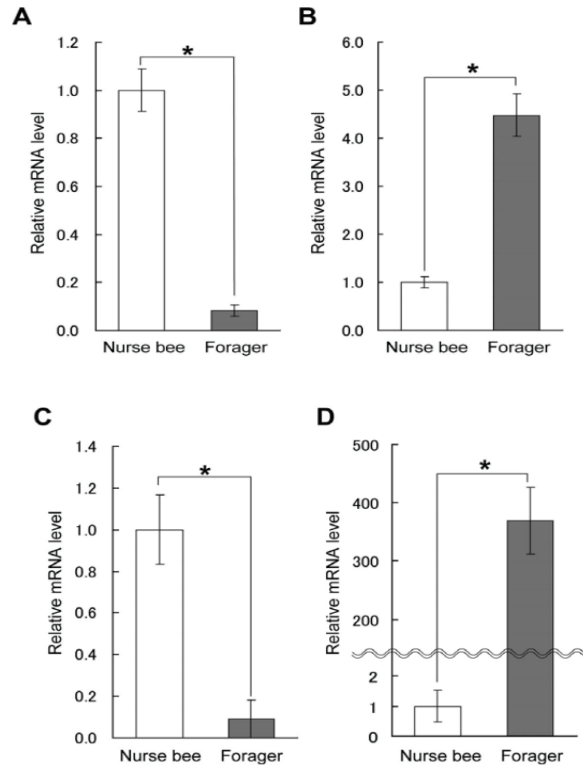 A
Relative mRNA level
1.2
1.0
0.8
0.6
0.4
0.2
0.0
*
Nurse bee Forager
B
Relative mRNA level
6.0
5.0
4.0
3.0
2.0
1.0
0.0
*
Nurse bee Forager
C
Relative mRNA level
1.4
1.2
1.0
0.8
0.6
0.4
0.2
0.0
*
Nurse bee Forager
D
Relative mRNA level
500
400
300
200
2
1
0
*
Nurse bee Forager